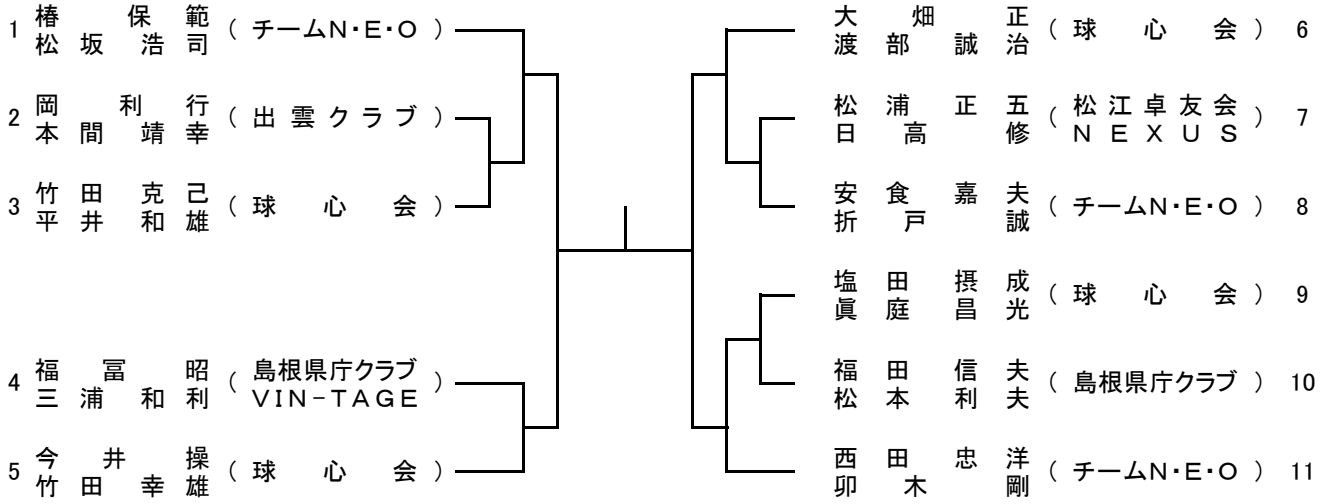 1 椿 保 範 ( チームN・E・O )
松 坂 浩 司
2 岡 利 行 ( 出 雲 ク ラ ブ )
本 間 靖 幸
3 竹 田 克 己 ( 球 心 会 )
平 井 和 雄
4 福 冨 昭 ( 島根県庁クラブ
三 浦 和 利 VIN-TAGE )
5 今 井 操 ( 球 心 会 )
竹 田 幸 雄
大 畑 正 ( 球 心 会 ) 6
渡 部 誠 治
松 浦 正 五 ( 松 江 卓 友 会
日 高 修 N E X U S ) 7
安 食 嘉 夫 ( チームN・E・O ) 8
折 戸 誠
塩 田 摂 成 ( 球 心 会 ) 9
眞 庭 昌 光
福 田 信 夫 ( 島根県庁クラブ ) 10
松 本 利 夫
西 田 忠 洋 ( チームN・E・O ) 11
卯 木 剛